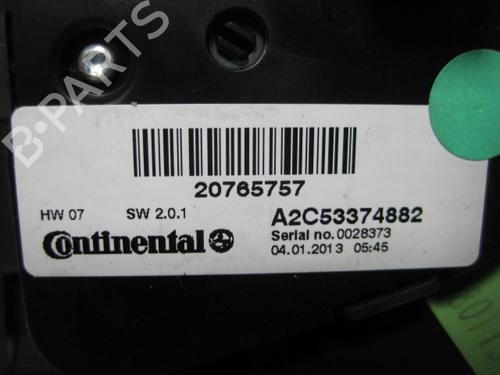 B-PARTS
20765757
HW 07 SW 2.0.1 A2C53374882
Continental Serial no. 0028373
04.01.2013 05:45